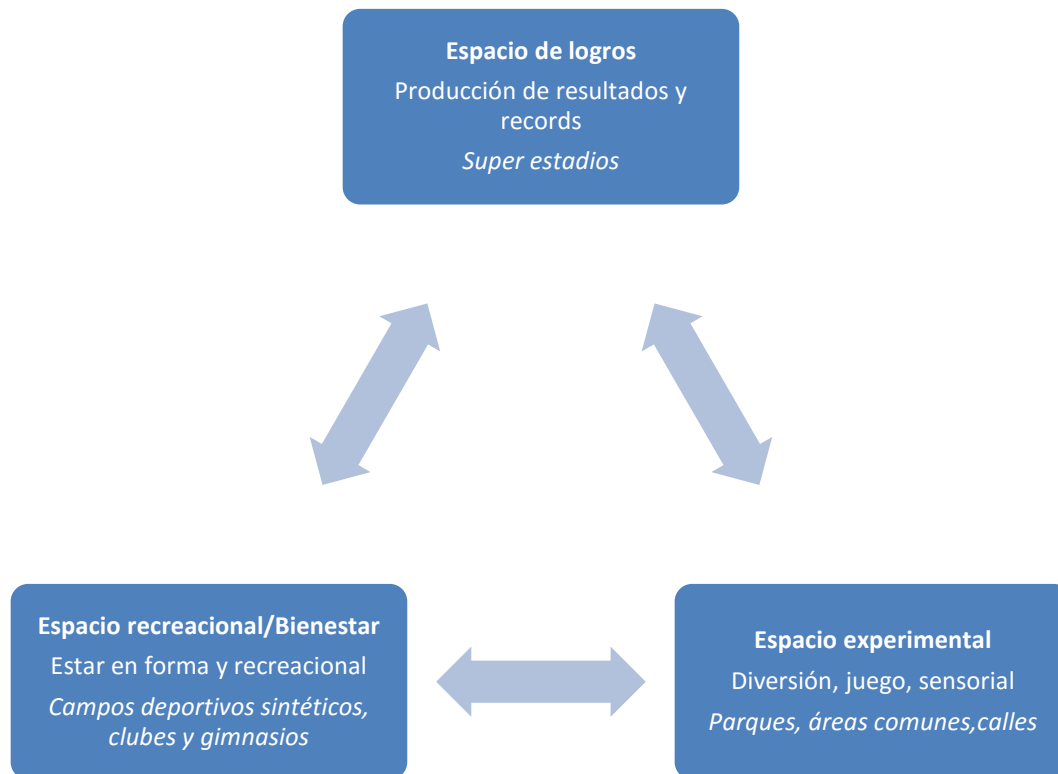 Espacio de logros
Producción de resultados y
records
Super estadios
Espacio recreacional/Bienestar
Estar en forma y recreacional
Campos deportivos sintéticos,
clubes y gimnasios
Espacio experimental
Diversión, juego, sensorial
Parques, áreas comunes,calles